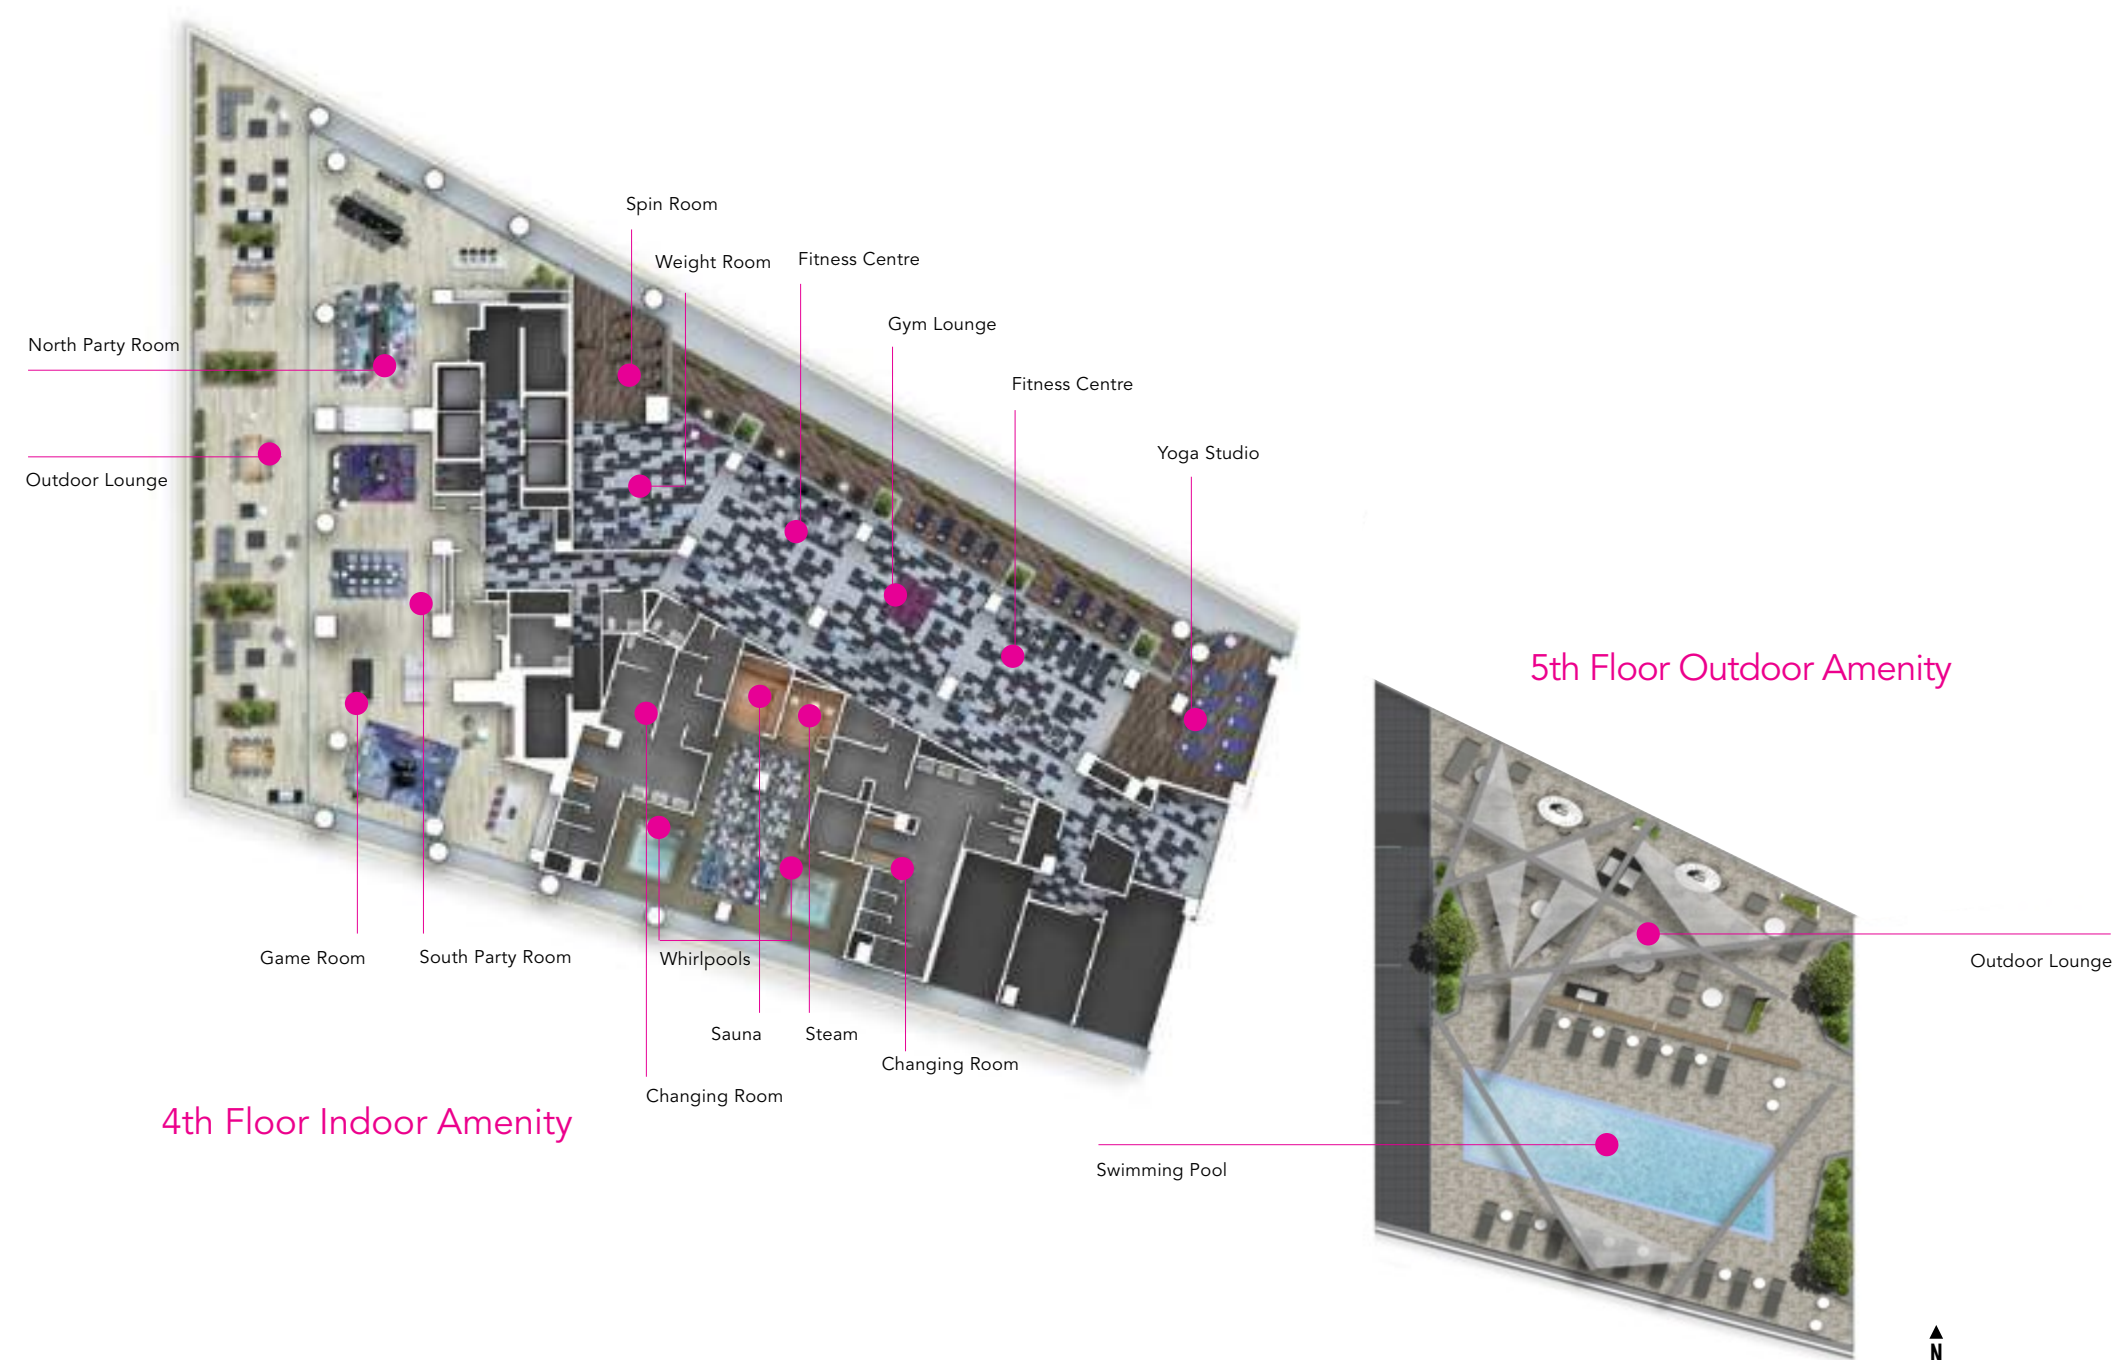 Spin Room
Weight Room
Fitness Centre
Gym Lounge
North Party Room
Fitness Centre
Yoga Studio
Outdoor Lounge
5th Floor Outdoor Amenity
Game Room
South Party Room
Whirlpools
Outdoor Lounge
Sauna
Steam
Changing Room
Changing Room
4th Floor Indoor Amenity
Swimming Pool
N